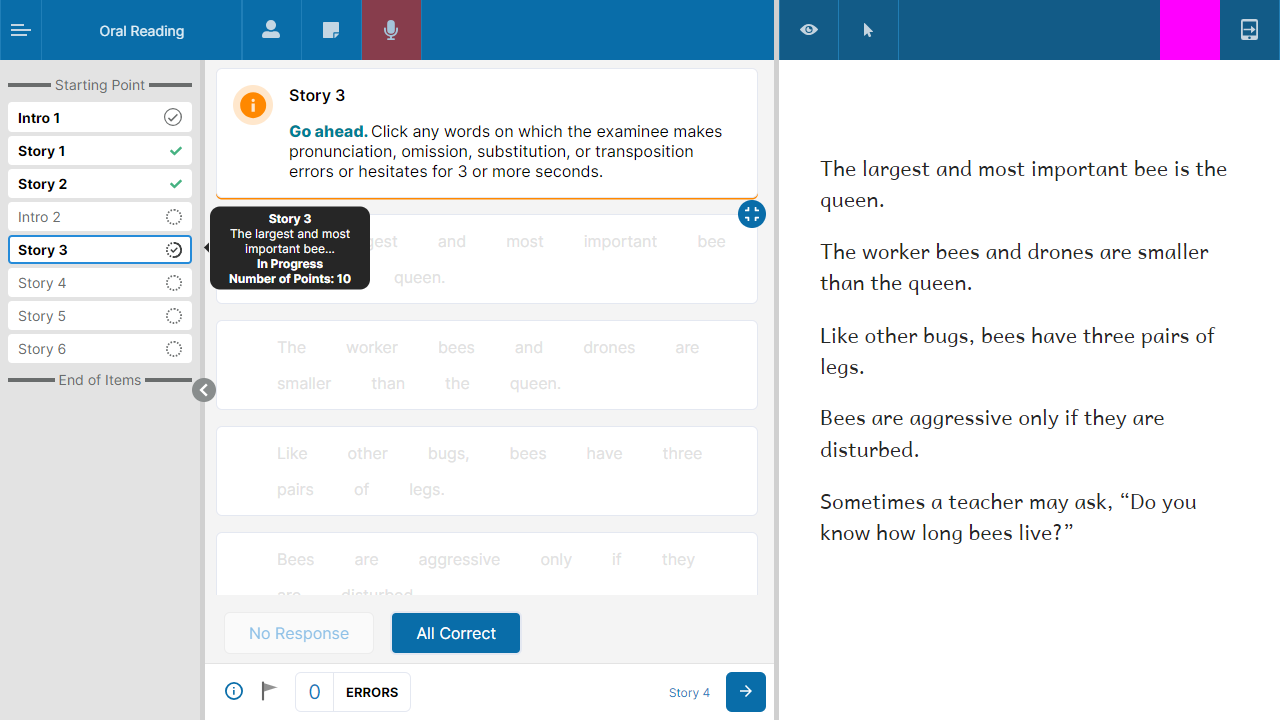 Oral Reading
Starting Point
Intro 1
Story 1
Story 2
Intro 2
Story 3
Story 4
Story 5
Story 6
End of Items
Story 3
Go ahead. Click any words on which the examinee makes
pronunciation, omission, substitution, or transposition
errors or hesitates for 3 or more seconds.
Story 3
The largest and most
important bee...
In Progress
Number of Points: 10
and most important bee
queen.
The worker bees and drones are
smaller than the queen.
Like other bugs, bees have three
pairs of legs.
Bees are aggressive only if they
are disturbed.
No Response
All Correct
0 ERRORS
Story 4
The largest and most important bee is the
queen.
The worker bees and drones are smaller
than the queen.
Like other bugs, bees have three pairs of
legs.
Bees are aggressive only if they are
disturbed.
Sometimes a teacher may ask, “Do you
know how long bees live?”